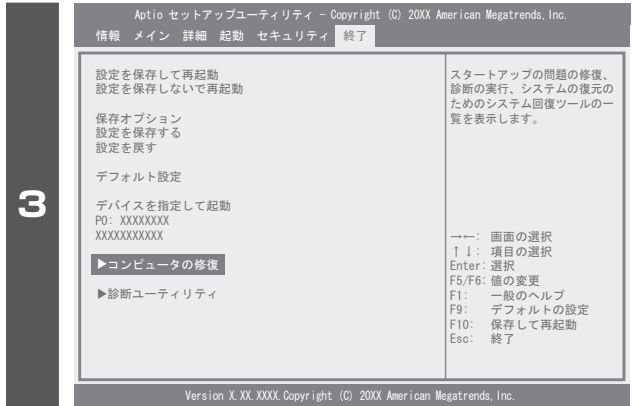 Aptio セットアップユーティリティ － Copyright (C) 20XX American Megatrends, Inc.
情報 メイン 詳細 起動 セキュリティ 終了
設定を保存して再起動
設定を保存しないで再起動
保存オプション
設定を保存する
設定を戻す
デフォルト設定
デバイスを指定して起動
P0: XXXXXXXX
XXXXXXXXXXX
▶コンピュータの修復
▶診断ユーティリティ
スタートアップの問題の修復、
診断の実行、システムの復元の
ためのシステム回復ツールの一
覧を表示します。
→←: 画面の選択
↑↓: 項目の選択
Enter: 選択
F5/F6: 値の変更
F1: 一般のヘルプ
F9: デフォルトの設定
F10: 保存して再起動
Esc: 終了
3
Version X.XX.XXXX.Copyright (C) 20XX American Megatrends, Inc.